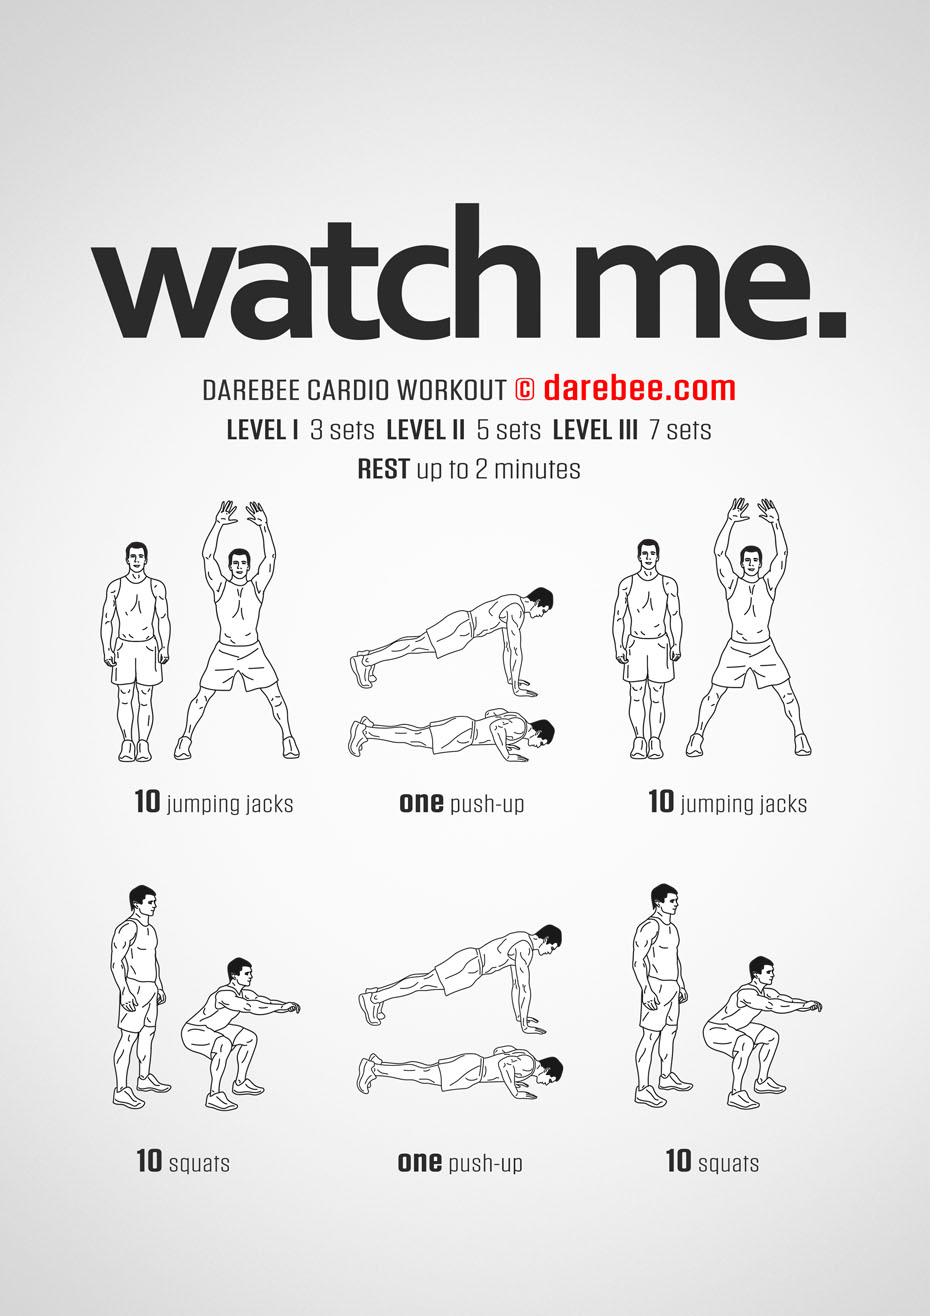 watch me.
DAREBEE CARDIO WORKOUT © darebee.com
LEVEL I 3 sets LEVEL II 5 sets LEVEL III 7 sets
REST up to 2 minutes
10 jumping jacks
one push-up
10 jumping jacks
10 squats
one push-up
10 squats